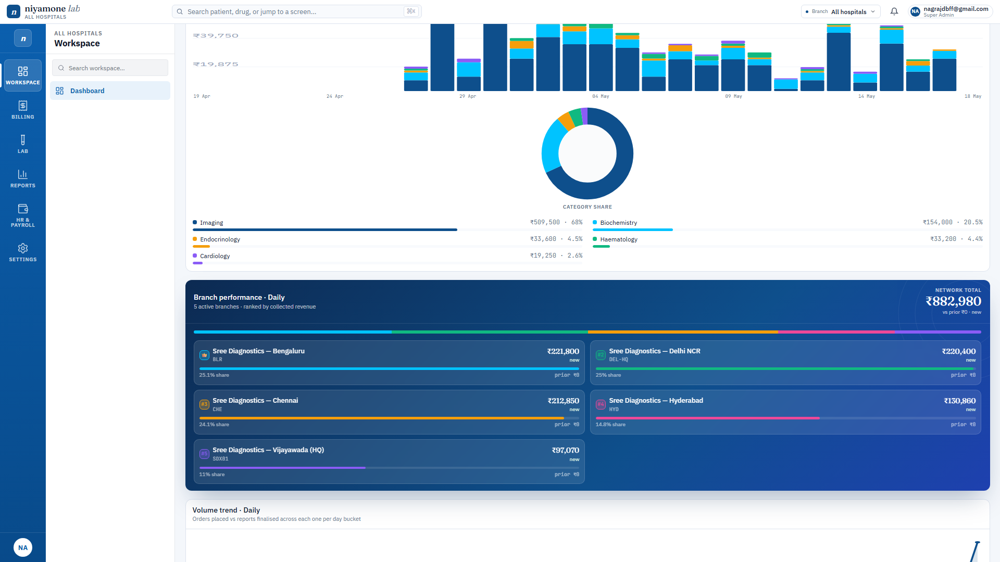 n niyamone lab
ALL HOSPITALS
Search patient, drug, or jump to a screen...
⌘K
Branch All hospitals
NA nagrajdbff@gmail.com
Super Admin
n
WORKSPACE
BILLING
LAB
REPORTS
HR &
PAYROLL
SETTINGS
NA
ALL HOSPITALS
Workspace
Search workspace...
Dashboard
₹39,750
₹19,875
19 Apr 24 Apr 29 Apr 04 May 09 May 14 May 18 May
CATEGORY SHARE
Imaging ₹509,500 · 68%
Biochemistry ₹154,000 · 20.5%
Endocrinology ₹33,600 · 4.5%
Haematology ₹33,200 · 4.4%
Cardiology ₹19,250 · 2.6%
Branch performance · Daily
5 active branches · ranked by collected revenue
NETWORK TOTAL
₹882,980
vs prior ₹0 · new
Sree Diagnostics — Bengaluru ₹221,800
BLR new
25.1% share prior ₹0
#2 Sree Diagnostics — Delhi NCR ₹220,400
DEL-HQ new
25% share prior ₹0
#3 Sree Diagnostics — Chennai ₹212,850
CHE new
24.1% share prior ₹0
#4 Sree Diagnostics — Hyderabad ₹130,860
HYD new
14.8% share prior ₹0
#5 Sree Diagnostics — Vijayawada (HQ) ₹97,070
SDX01 new
11% share prior ₹0
Volume trend · Daily
Orders placed vs reports finalised across each one per day bucket